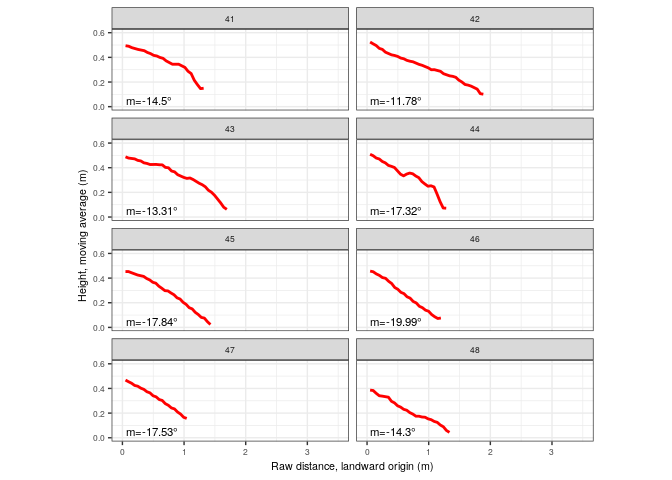 41 42
0.6
0.4
0.2
0.0
m=-14.5° m=-11.78°
43 44
0.6
0.4
0.2
0.0
m=-13.31° m=-17.32°
45 46
0.6
0.4
0.2
0.0
m=-17.84° m=-19.99°
47 48
0.6
0.4
0.2
0.0
m=-17.53° m=-14.3°
0 1 2 3 0 1 2 3
Raw distance, landward origin (m)
Height, moving average (m)